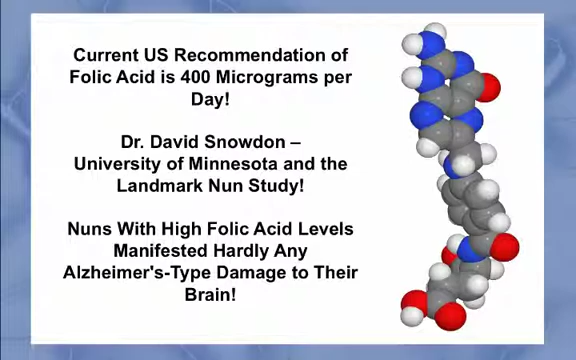 Current US Recommendation of
Folic Acid is 400 Micrograms per
Day!
Dr. David Snowdon –
University of Minnesota and the
Landmark Nun Study!
Nuns With High Folic Acid Levels
Manifested Hardly Any
Alzheimer's-Type Damage to Their
Brain!